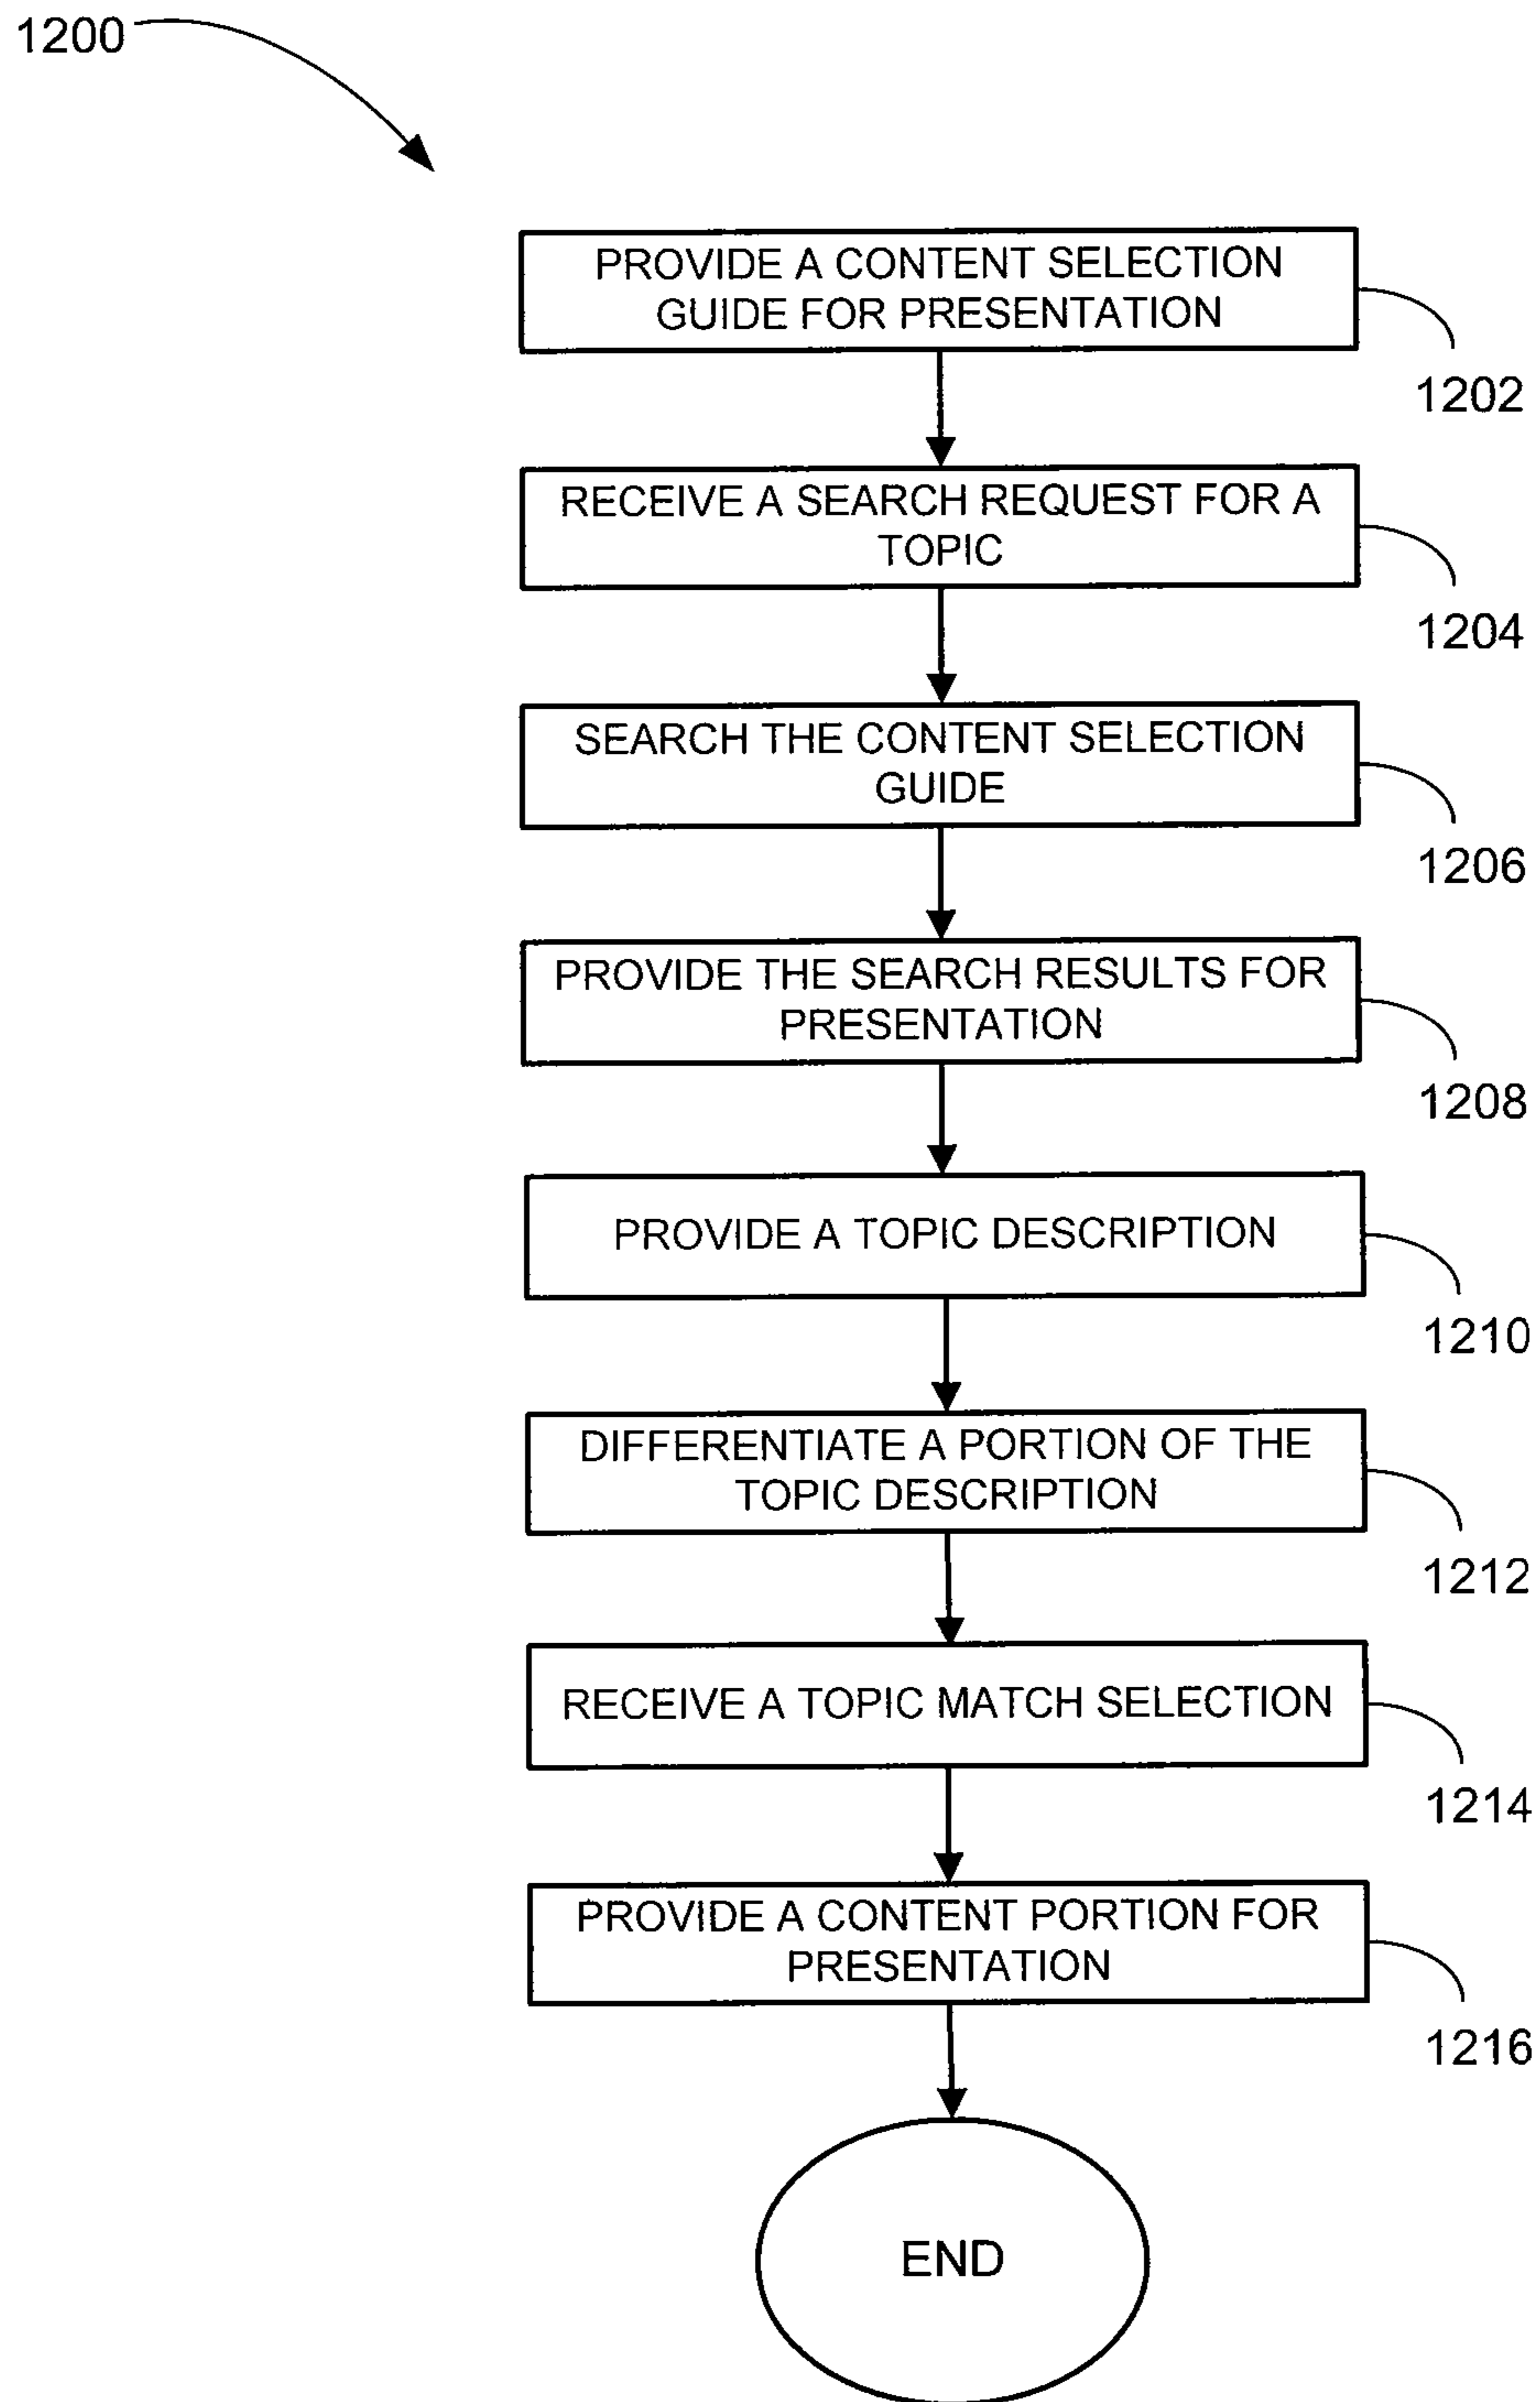 1200
PROVIDE A CONTENT SELECTION
GUIDE FOR PRESENTATION
1202
RECEIVE A SEARCH REQUEST FOR A
TOPIC
1204
SEARCH THE CONTENT SELECTION
GUIDE
1206
PROVIDE THE SEARCH RESULTS FOR
PRESENTATION
1208
PROVIDE A TOPIC DESCRIPTION
1210
DIFFERENTIATE A PORTION OF THE
TOPIC DESCRIPTION
1212
RECEIVE A TOPIC MATCH SELECTION
1214
PROVIDE A CONTENT PORTION FOR
PRESENTATION
1216
END